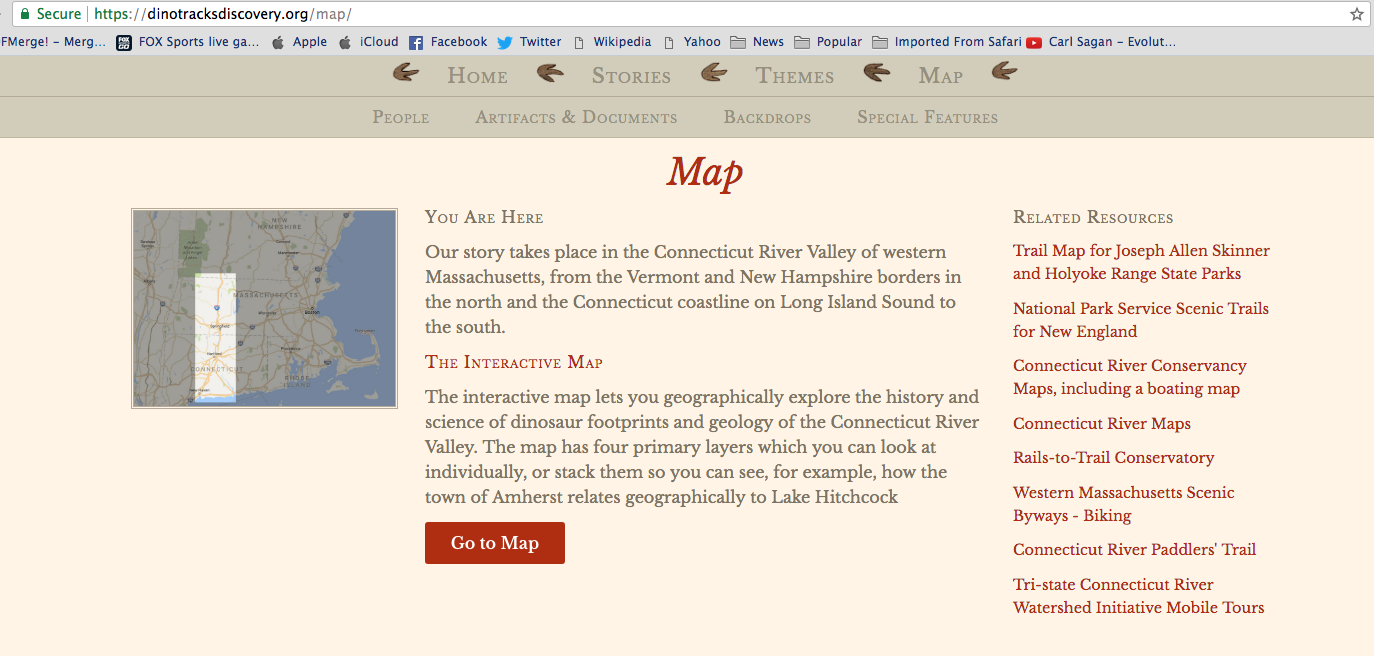 Secure | https://dinotracksdiscovery.org/map/
FMerge! – Merg... FOX Sports live ga... Apple iCloud Facebook Twitter Wikipedia Yahoo News Popular Imported From Safari Carl Sagan – Evolut...
Home Stories Themes Map
People Artifacts & Documents Backdrops Special Features
Map
NEW
HAMPSHIRE
MASSACHUSETTS
Boston
Springfield
Hartford
CONNECTICUT
RHODE
ISLAND
You Are Here
Our story takes place in the Connecticut River Valley of western
Massachusetts, from the Vermont and New Hampshire borders in
the north and the Connecticut coastline on Long Island Sound to
the south.
The Interactive Map
The interactive map lets you geographically explore the history and
science of dinosaur footprints and geology of the Connecticut River
Valley. The map has four primary layers which you can look at
individually, or stack them so you can see, for example, how the
town of Amherst relates geographically to Lake Hitchcock
Go to Map
Related Resources
Trail Map for Joseph Allen Skinner
and Holyoke Range State Parks
National Park Service Scenic Trails
for New England
Connecticut River Conservancy
Maps, including a boating map
Connecticut River Maps
Rails-to-Trail Conservatory
Western Massachusetts Scenic
Byways - Biking
Connecticut River Paddlers' Trail
Tri-state Connecticut River
Watershed Initiative Mobile Tours